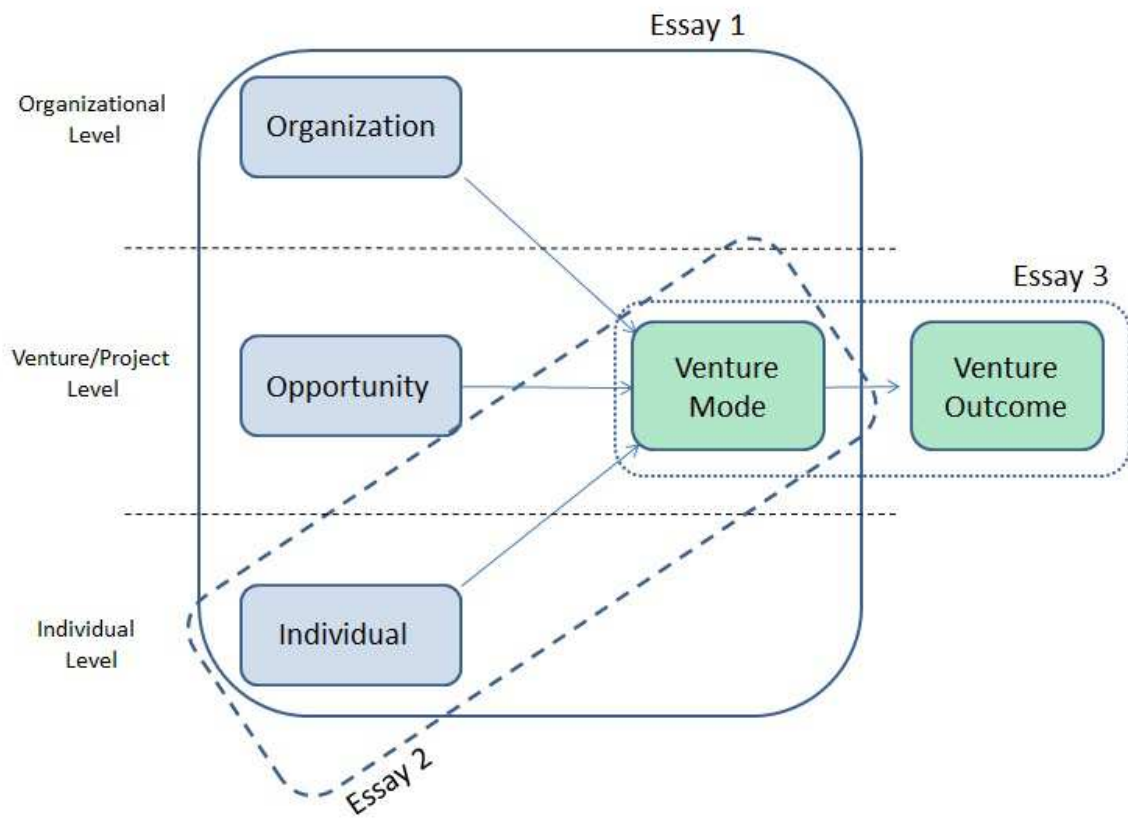 Essay 1
Organizational
Level
Organization
Essay 3
Venture/Project
Level
Opportunity
Venture
Mode
Venture
Outcome
Individual
Level
Individual
Essay 2